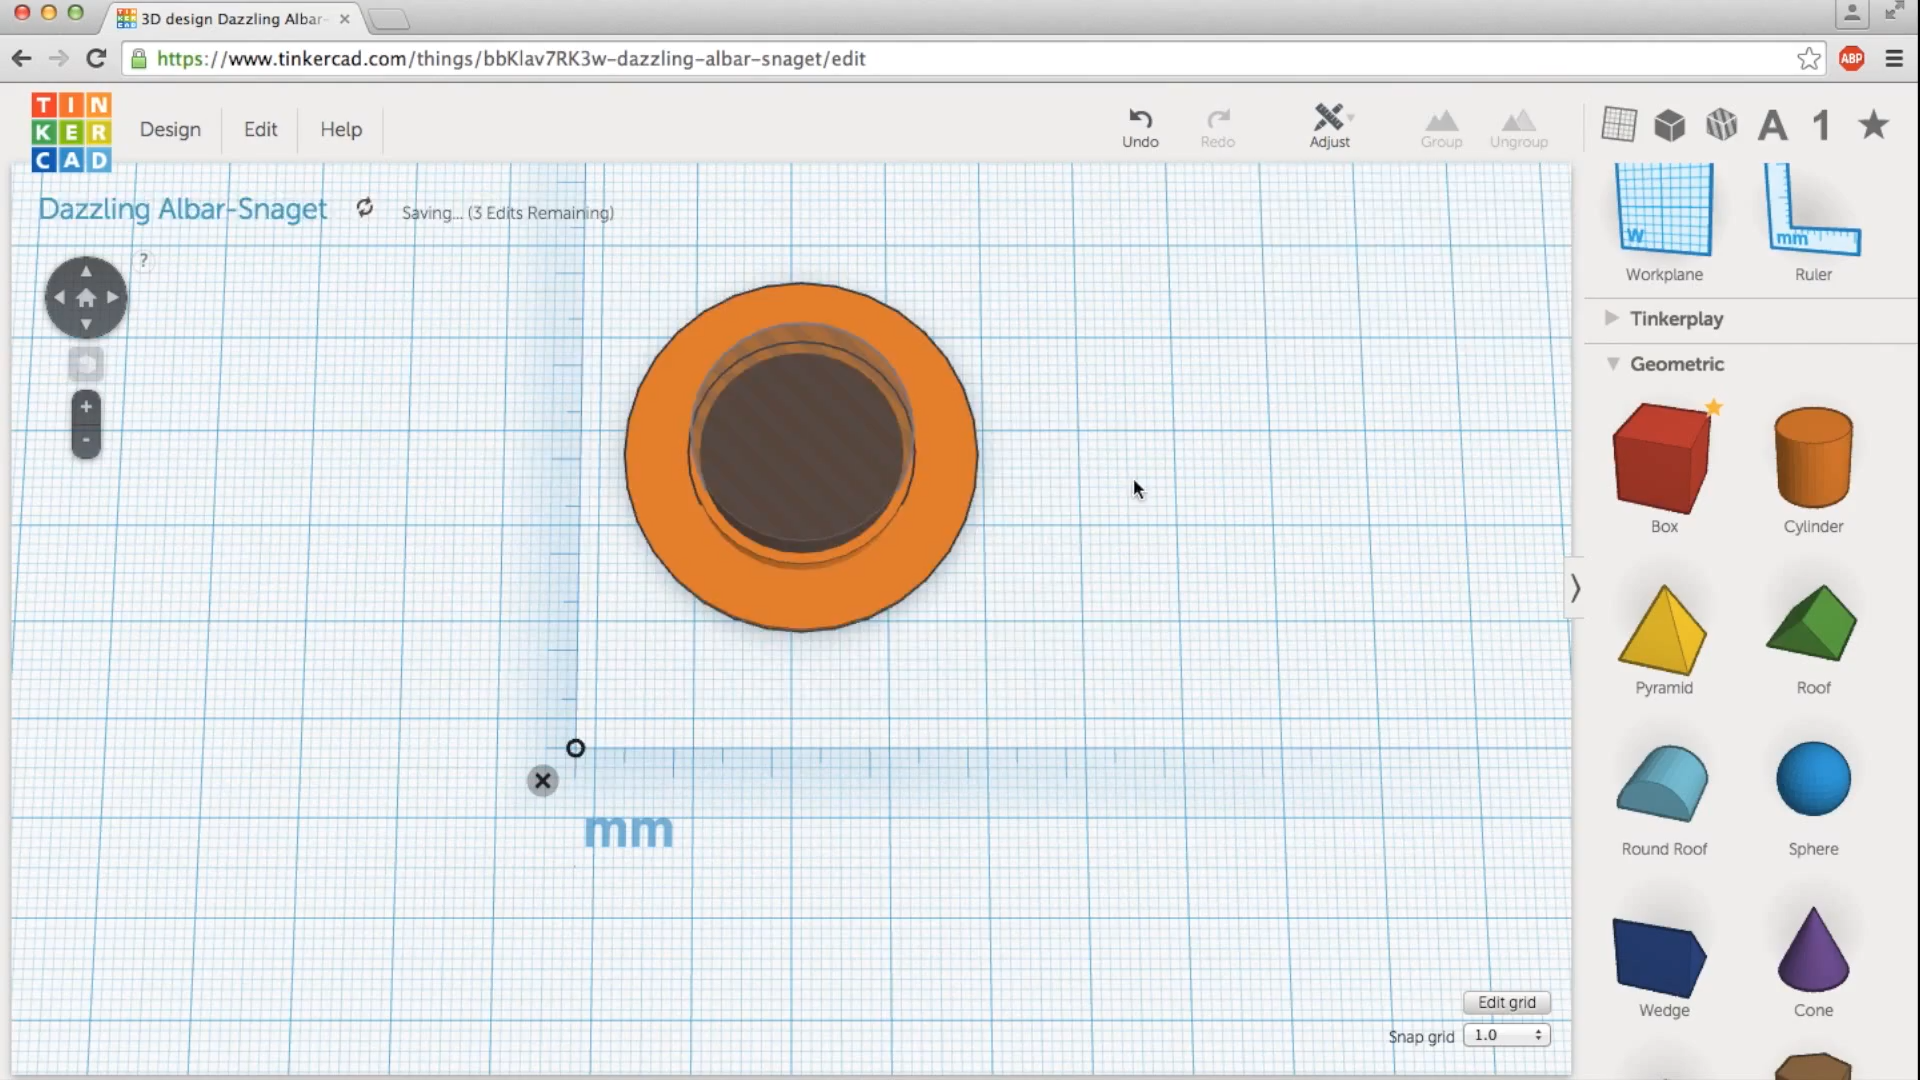 3D design Dazzling Albar-
https://www.tinkercad.com/things/bbKlav7RK3w-dazzling-albar-snaget/edit
ABP
TIN
KER
CAD
Design
Edit
Help
Undo
Redo
Adjust
Group
Ungroup
A
1
Dazzling Albar-Snaget
Saving... (3 Edits Remaining)
?
+
-
W
mm
Workplane
Ruler
Tinkerplay
Geometric
Box
Cylinder
Pyramid
Roof
Round Roof
Sphere
Wedge
Cone
mm
Edit grid
Snap grid
1.0